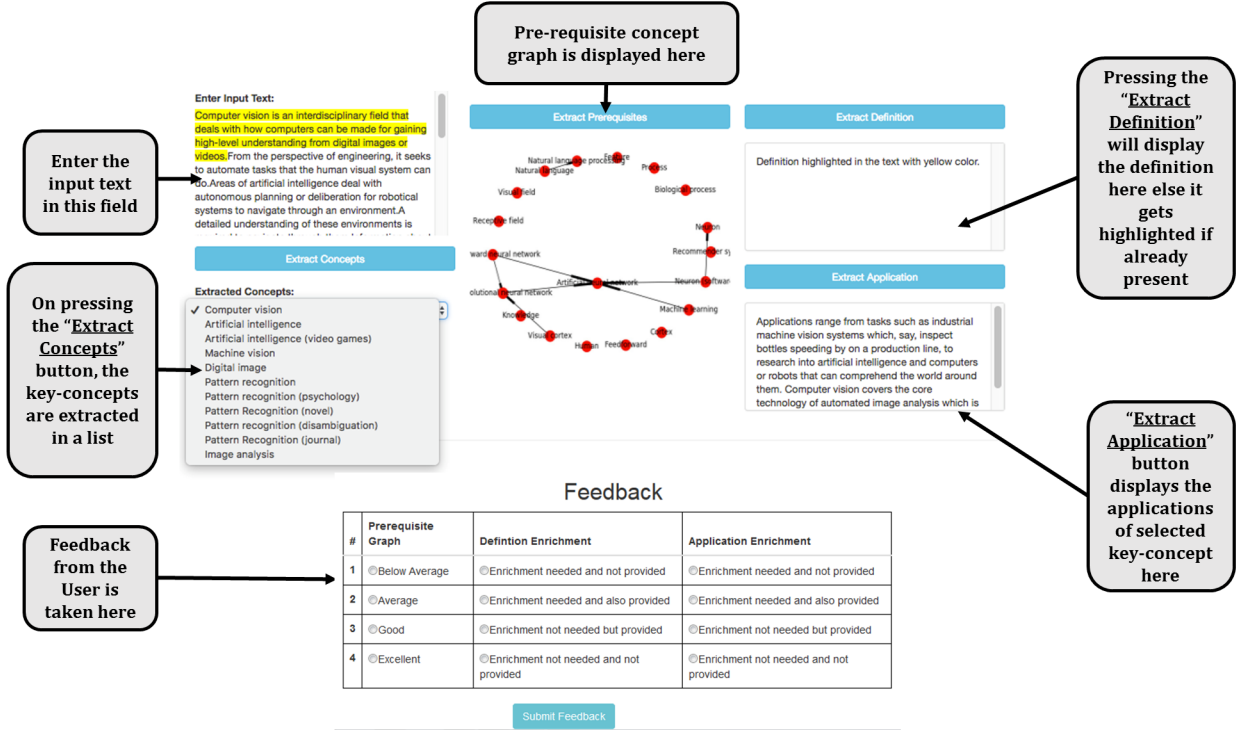 Pre-requisite concept
graph is displayed here
Enter the
input text
in this field
On pressing
the “Extract
Concepts”
button, the
key-concepts
are extracted
in a list
Feedback
from the
User is
taken here
Enter Input Text:
Computer vision is an interdisciplinary field that
deals with how computers can be made for gaining
high-level understanding from digital images or
videos.From the perspective of engineering, it seeks
to automate tasks that the human visual system can
do.Areas of artificial intelligence deal with
autonomous planning or deliberation for robotical
systems to navigate through an environment.A
detailed understanding of these environments is
Extract Concepts
Extracted Concepts:
✓ Computer vision
Artificial intelligence
Artificial intelligence (video games)
Machine vision
Digital image
Pattern recognition
Pattern recognition (psychology)
Pattern Recognition (novel)
Pattern recognition (disambiguation)
Pattern Recognition (journal)
Image analysis
Extract Prerequisites
Natural language processing
Feature
Natural language
Process
Visual field
Biological process
Receptive field
Neuron
ward neural network
Recommender sy
Artificial neural network
Neuron (software
olutional neural network
Machine learning
Knowledge
Visual cortex
Cortex
Human
Feedforward
Extract Definition
Definition highlighted in the text with yellow color.
Extract Application
Applications range from tasks such as industrial
machine vision systems which, say, inspect
bottles speeding by on a production line, to
research into artificial intelligence and computers
or robots that can comprehend the world around
them. Computer vision covers the core
technology of automated image analysis which is
Pressing the
“Extract
Definition”
will display
the definition
here else it
gets
highlighted if
already
present
“Extract
Application”
button
displays the
applications
of selected
key-concept
here
Feedback
# Prerequisite Graph Defintion Enrichment Application Enrichment
1 Below Average Enrichment needed and not provided Enrichment needed and not provided
2 Average Enrichment needed and also provided Enrichment needed and also provided
3 Good Enrichment not needed but provided Enrichment not needed but provided
4 Excellent Enrichment not needed and not provided Enrichment not needed and not provided
Submit Feedback